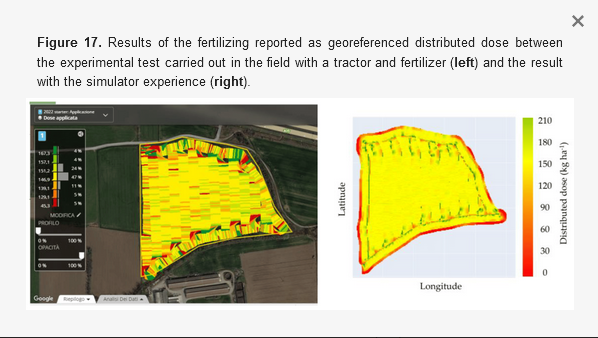 Figure 17. Results of the fertilizing reported as georeferenced distributed dose between
the experimental test carried out in the field with a tractor and fertilizer (left) and the result
with the simulator experience (right).
2022
Applicazione
Dose applicata
1
167,3 4 %
157,1 4 %
151,2 24 %
146,9 47 %
139,1 11 %
129,1 5 %
45,3 5 %
MODIFICA
PROFILO
0 % 100 %
OPACITÀ
0 % 100 %
Google
Riepilogo
Analisi Dei Dati
Latitude
Longitude
210
180
150
120
90
60
30
0
Distributed dose (kg ha⁻¹)